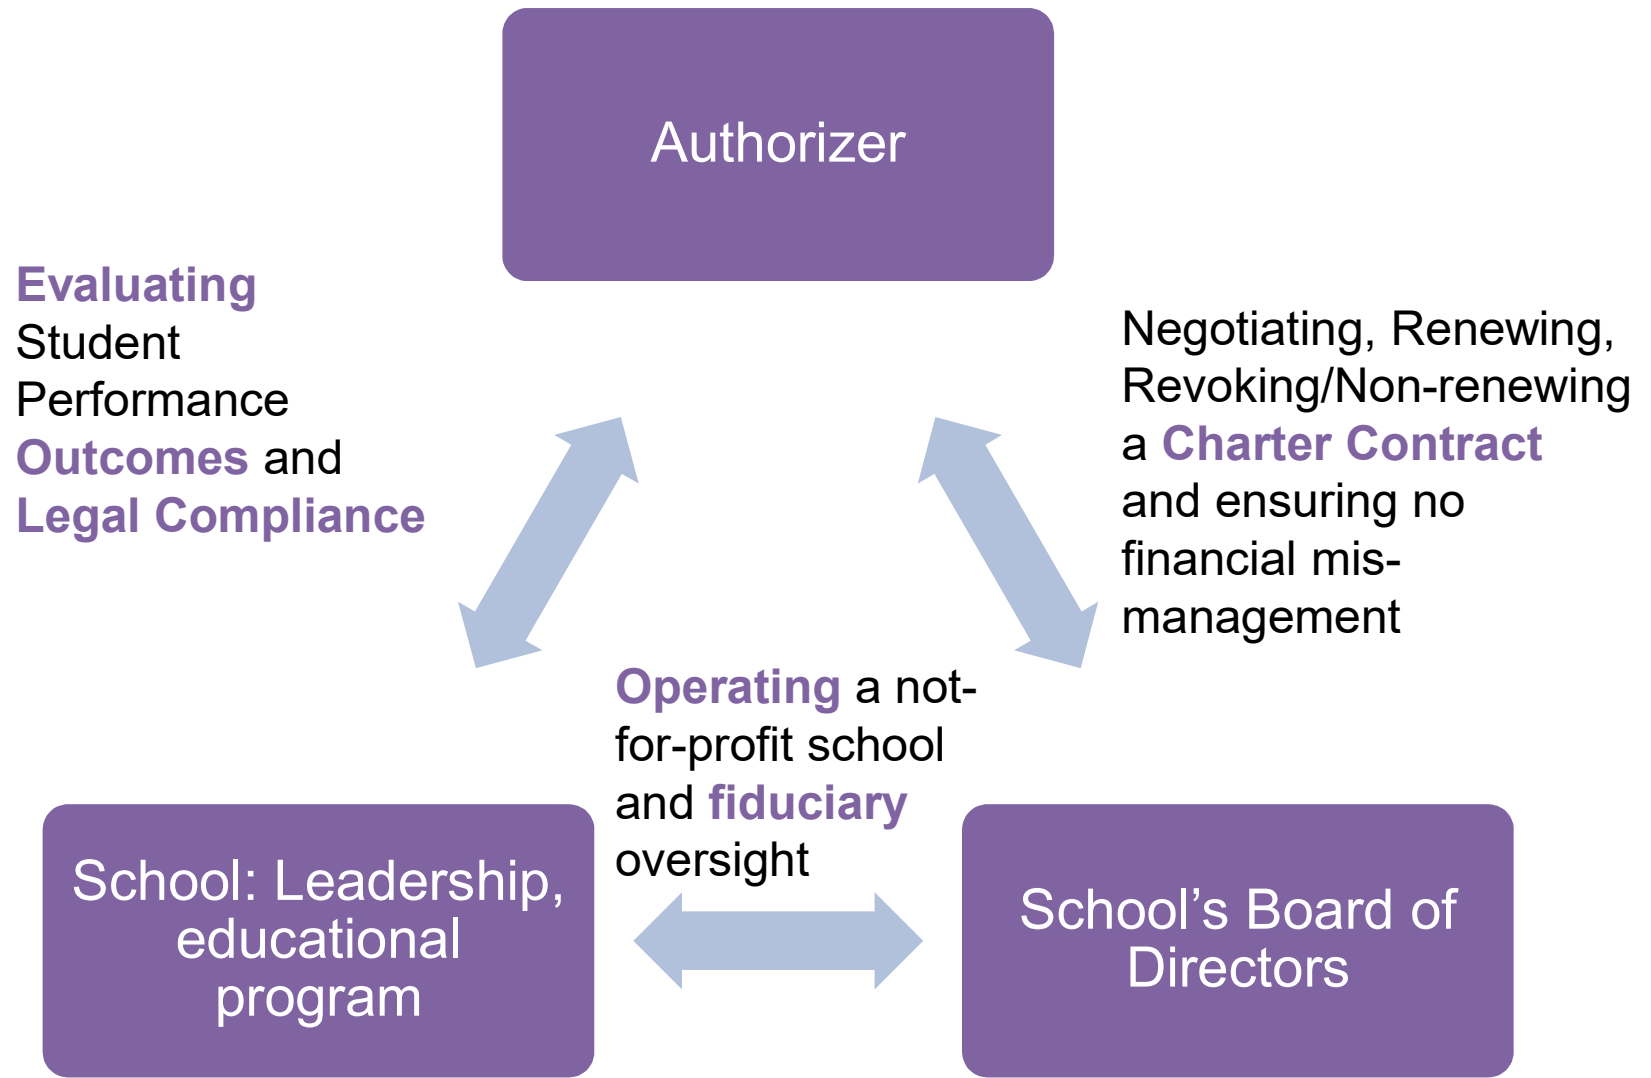 Authorizer
Evaluating
Student
Performance
Outcomes and
Legal Compliance
Negotiating, Renewing,
Revoking/Non-renewing
a Charter Contract
and ensuring no
financial mis-
management
Operating a not-
for-profit school
and fiduciary
oversight
School: Leadership,
educational
program
School’s Board of
Directors